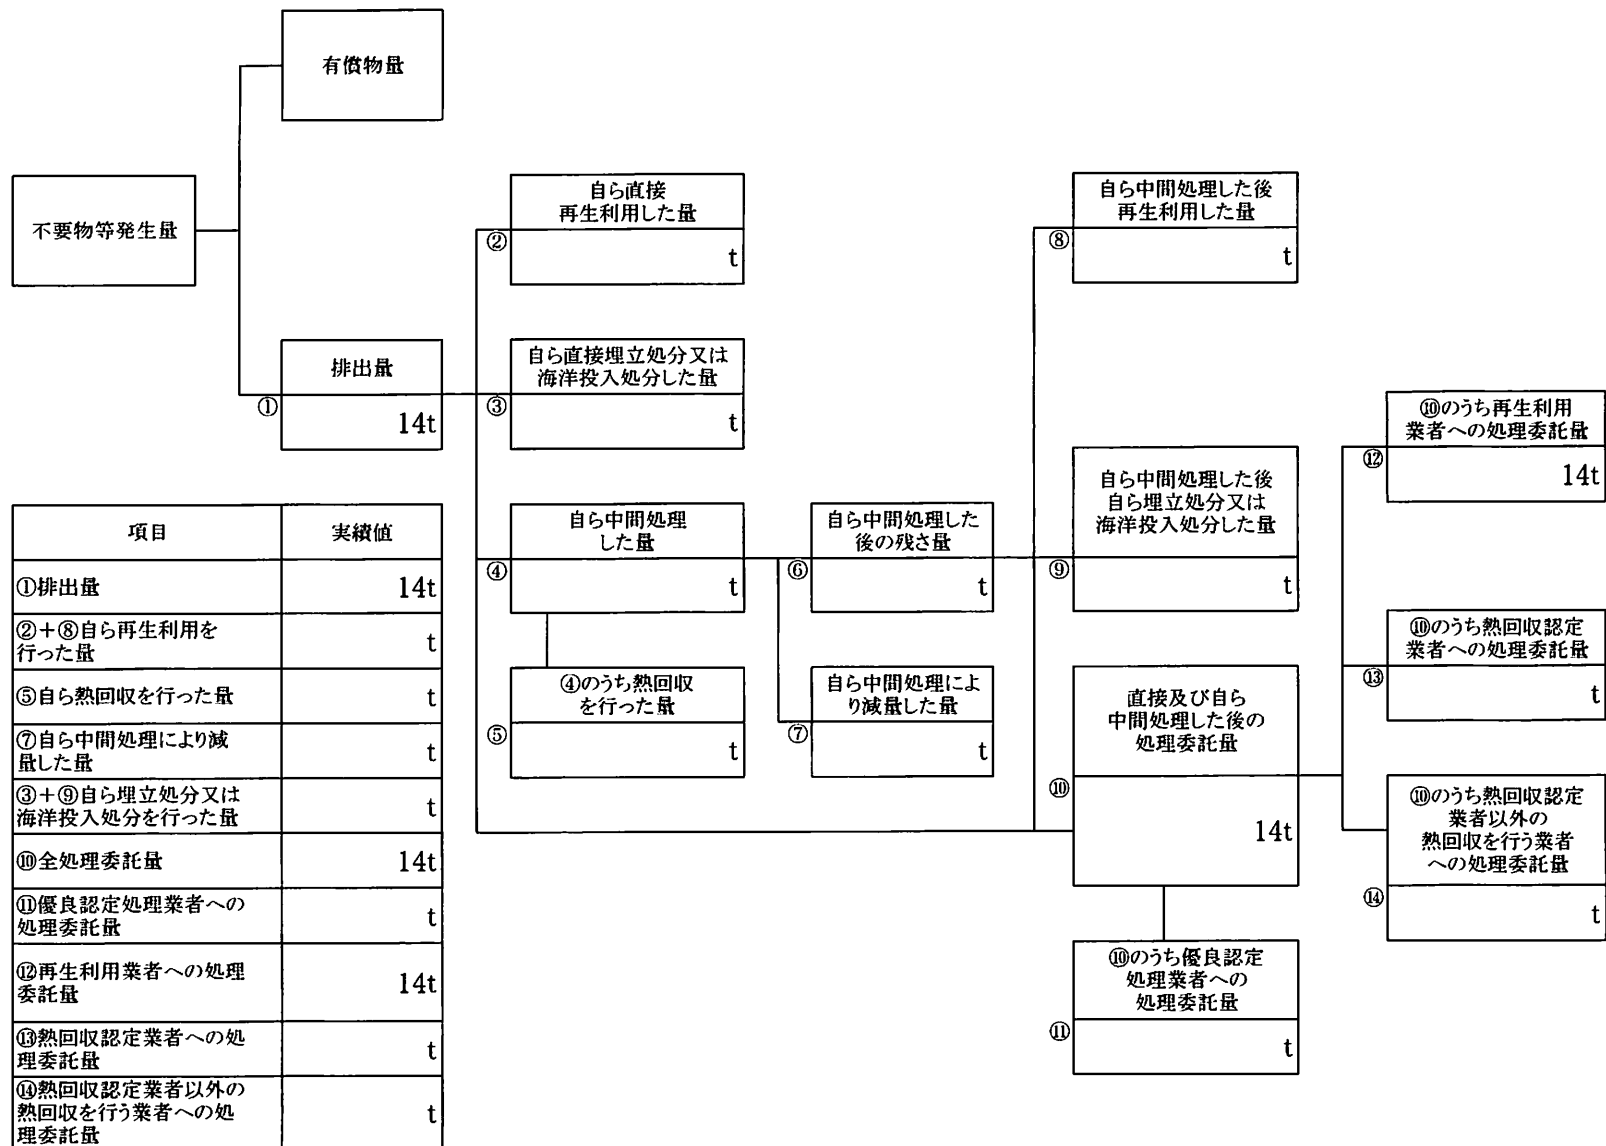 有償物量
不要物等発生量
排出量
①
14t
自ら直接
再生利用した量
②
t
自ら直接埋立処分又は
海洋投入処分した量
③
t
自ら中間処理
した量
④
t
④のうち熱回収
を行った量
⑤
t
自ら中間処理した
後の残さ量
⑥
t
自ら中間処理によ
り減量した量
⑦
t
自ら中間処理した後
再生利用した量
⑧
t
自ら中間処理した後
自ら埋立処分又は
海洋投入処分した量
⑨
t
直接及び自ら
中間処理した後の
処理委託量
⑩
14t
⑩のうち優良認定
処理業者への
処理委託量
⑪
t
⑩のうち再生利用
業者への処理委託量
⑫
14t
⑩のうち熱回収認定
業者への処理委託量
⑬
t
⑩のうち熱回収認定
業者以外の
熱回収を行う業者
への処理委託量
⑭
t
項目 実績値
①排出量 14t
②+⑧自ら再生利用を
行った量 t
⑤自ら熱回収を行った量 t
⑦自ら中間処理により減
量した量 t
③+⑨自ら埋立処分又は
海洋投入処分を行った量 t
⑩全処理委託量 14t
⑪優良認定処理業者への
処理委託量 t
⑫再生利用業者への処理
委託量 14t
⑬熱回収認定業者への処
理委託量 t
⑭熱回収認定業者以外の
熱回収を行う業者への処
理委託量 t